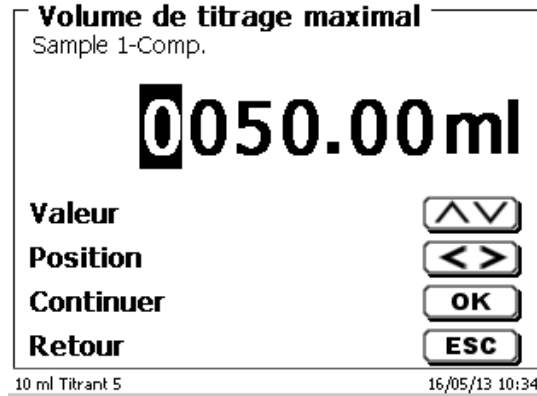 Volume de titrage maximal
Sample 1-Comp.
0050.00ml
Valeur
Position
Continuer OK
Retour ESC
10 ml Titrant 5 16/05/13 10:34